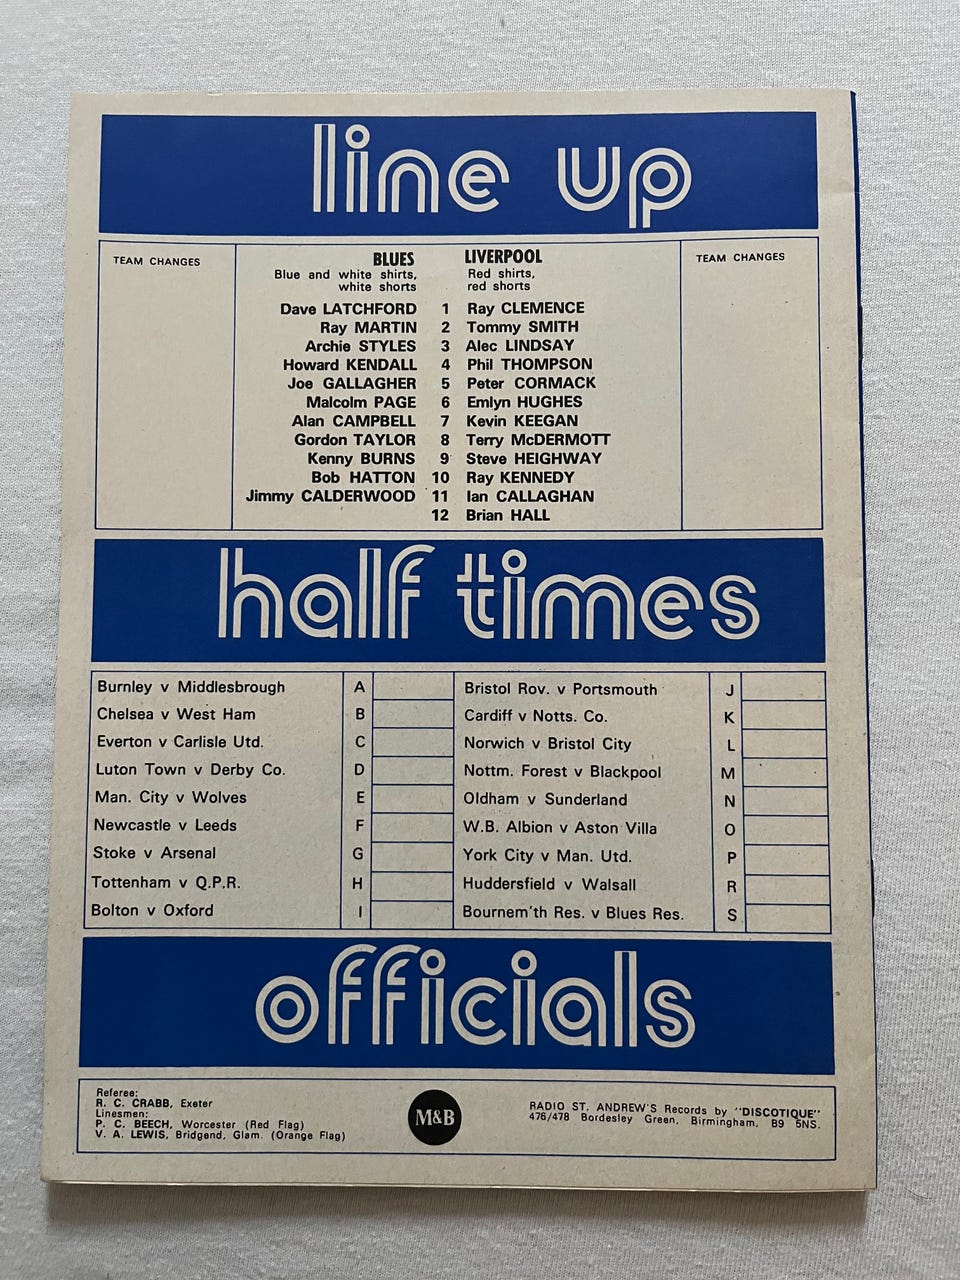 line up
TEAM CHANGES
BLUES LIVERPOOL
TEAM CHANGES
Blue and white shirts, Red shirts,
white shorts red shorts
Dave LATCHFORD 1 Ray CLEMENCE
Ray MARTIN 2 Tommy SMITH
Archie STYLES 3 Alec LINDSAY
Howard KENDALL 4 Phil THOMPSON
Joe GALLAGHER 5 Peter CORMACK
Malcolm PAGE 6 Emlyn HUGHES
Alan CAMPBELL 7 Kevin KEEGAN
Gordon TAYLOR 8 Terry McDERMOTT
Kenny BURNS 9 Steve HEIGHWAY
Bob HATTON 10 Ray KENNEDY
Jimmy CALDERWOOD 11 Ian CALLAGHAN
12 Brian HALL
half times
Burnley v Middlesbrough A Bristol Rov. v Portsmouth J
Chelsea v West Ham B Cardiff v Notts. Co. K
Everton v Carlisle Utd. C Norwich v Bristol City L
Luton Town v Derby Co. D Nottm. Forest v Blackpool M
Man. City v Wolves E Oldham v Sunderland N
Newcastle v Leeds F W.B. Albion v Aston Villa O
Stoke v Arsenal G York City v Man. Utd. P
Tottenham v Q.P.R. H Huddersfield v Walsall R
Bolton v Oxford I Bournem'th Res. v Blues Res. S
officials
Referee:
R. C. CRABB, Exeter
Linesmen:
P. C. BEECH, Worcester (Red Flag)
V. A. LEWIS, Bridgend, Glam. (Orange Flag)
M&B
RADIO ST. ANDREW'S Records by "DISCOTIQUE"
476/478 Bordesley Green, Birmingham, B9 5NS.